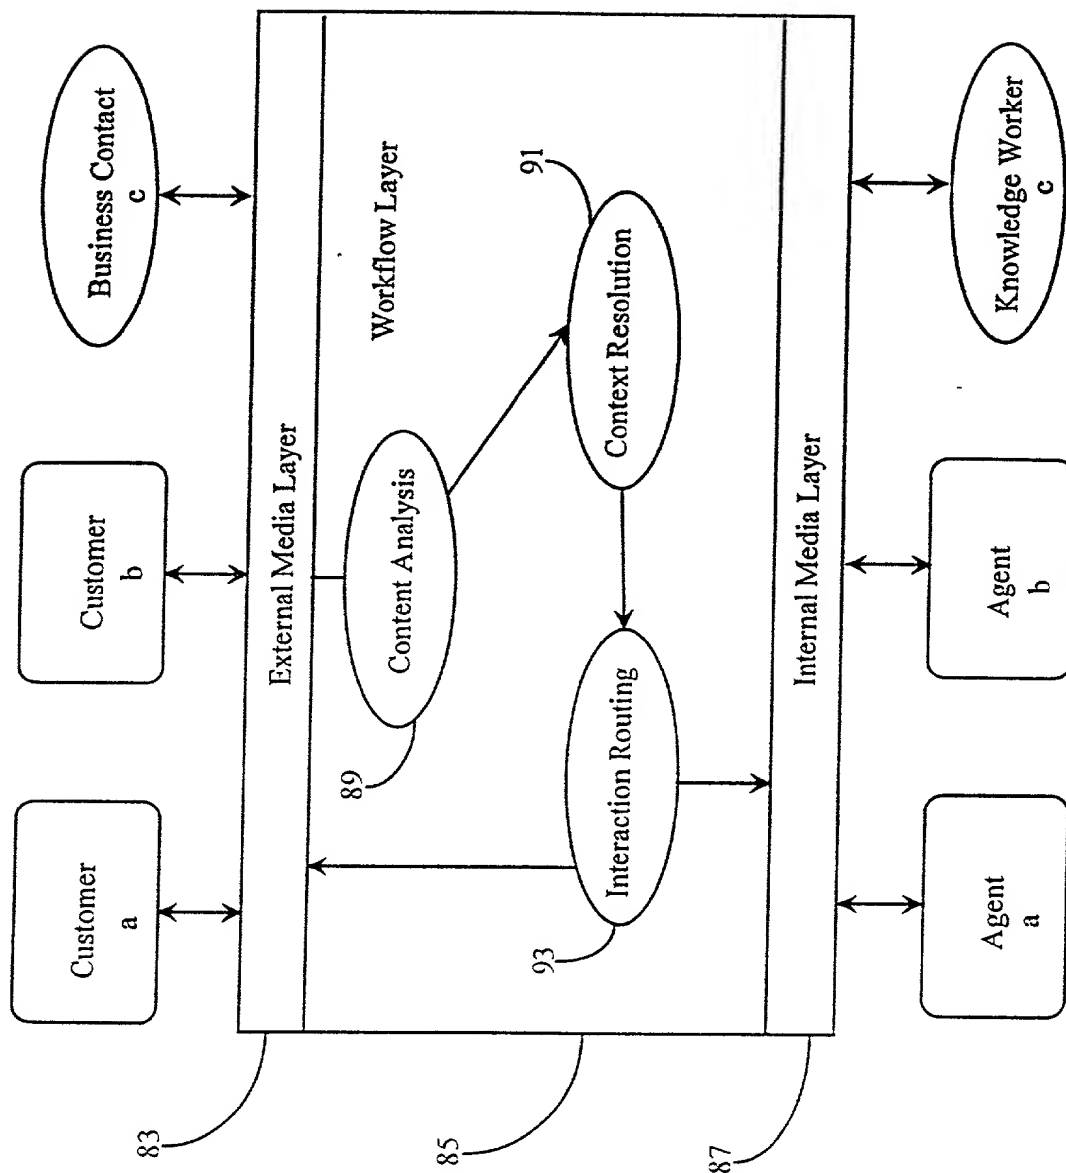 Customer
a
Customer
b
Business Contact
c
83
External Media Layer
Workflow Layer
85
89
Content Analysis
91
Context Resolution
93
Interaction Routing
87
Internal Media Layer
Agent
a
Agent
b
Knowledge Worker
c